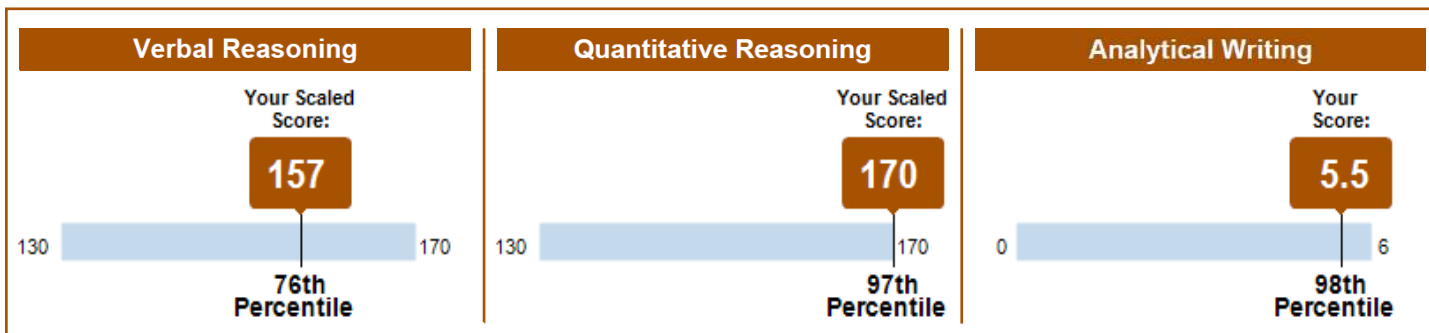 Verbal Reasoning
Your Scaled
Score:
157
130
170
76th
Percentile
Quantitative Reasoning
Your Scaled
Score:
170
130
170
97th
Percentile
Analytical Writing
Your
Score:
5.5
0
6
98th
Percentile